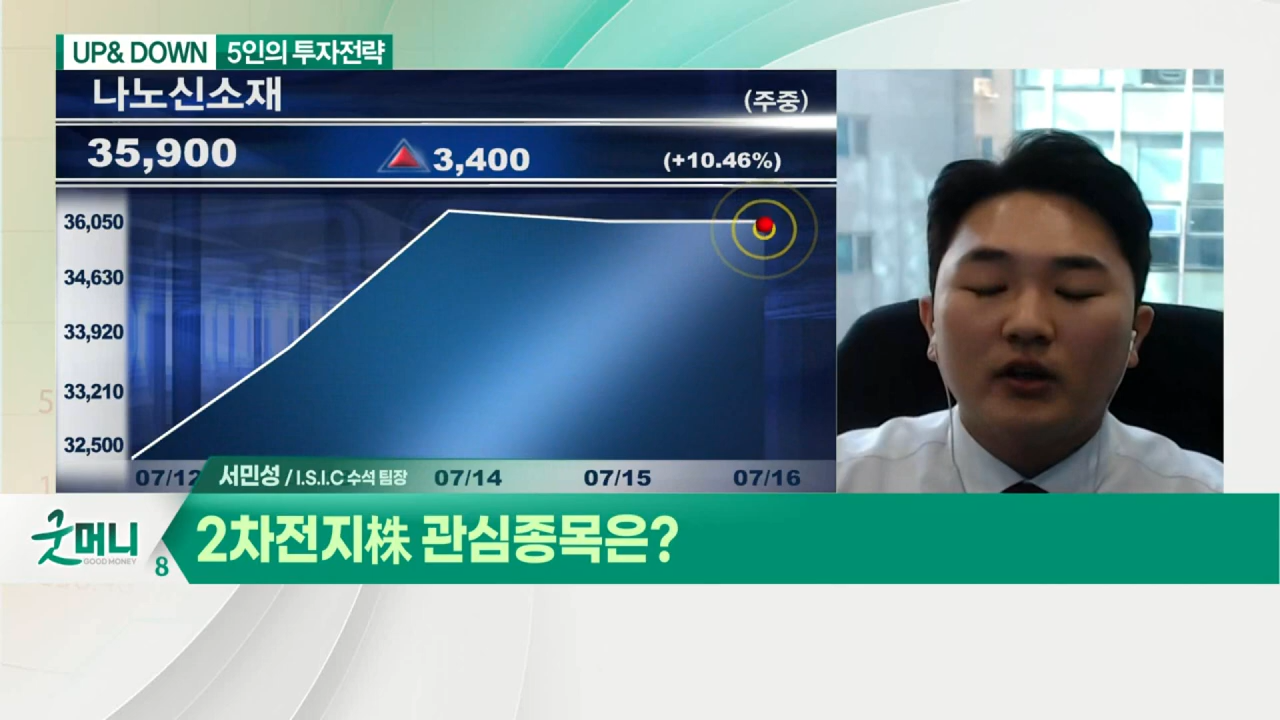 UP& DOWN 5인의 투자전략
나노신소재 (주중)
35,900 3,400 (+10.46%)
36,050
34,630
33,920
33,210
32,500
07/12 07/14 07/15 07/16
서민성 / I.S.I.C 수석 팀장
2차전지株 관심종목은?
굿머니
GOOD MONEY
8
5
1